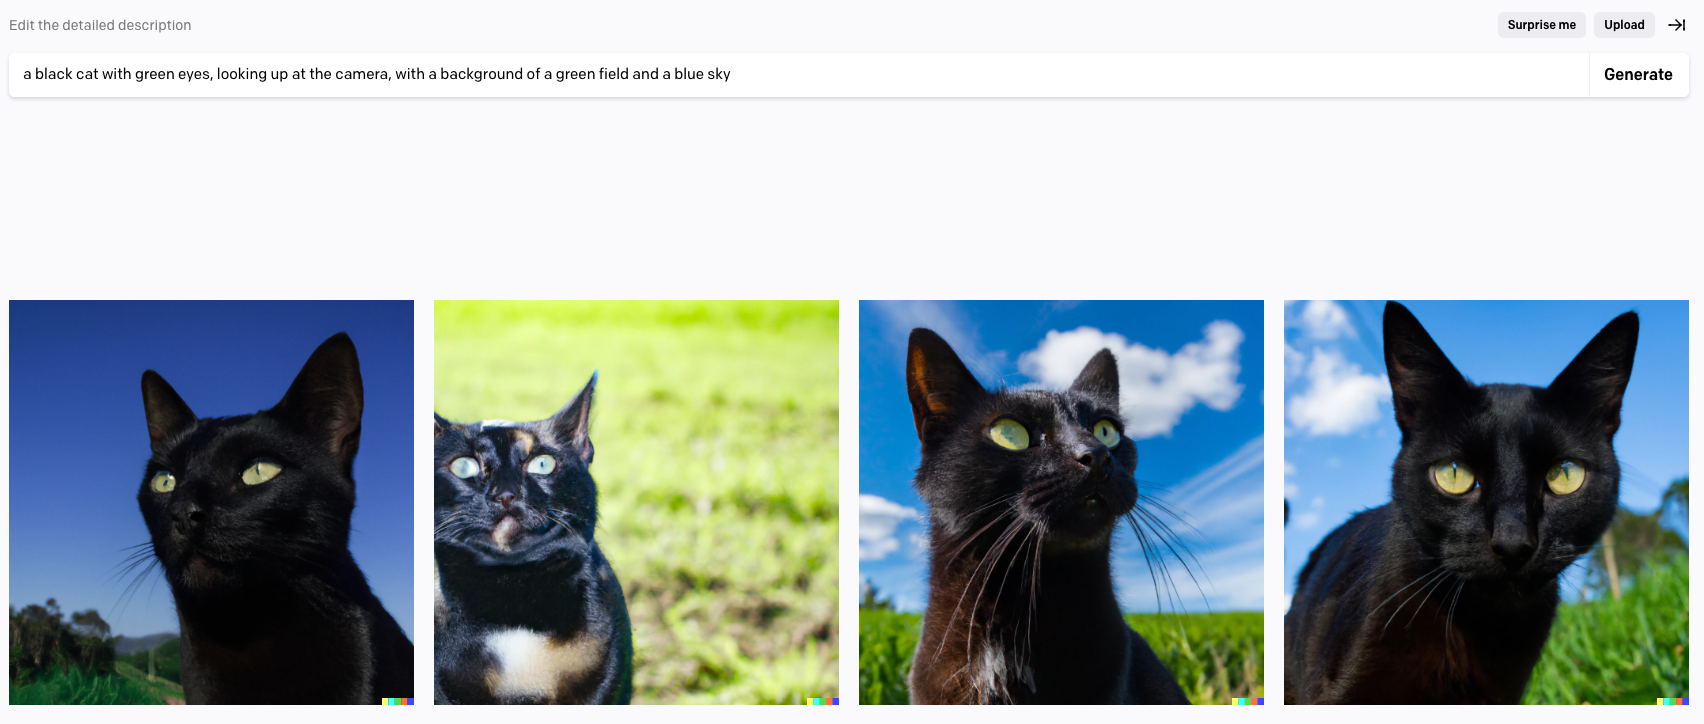 Edit the detailed description
Surprise me
Upload
a black cat with green eyes, looking up at the camera, with a background of a green field and a blue sky
Generate